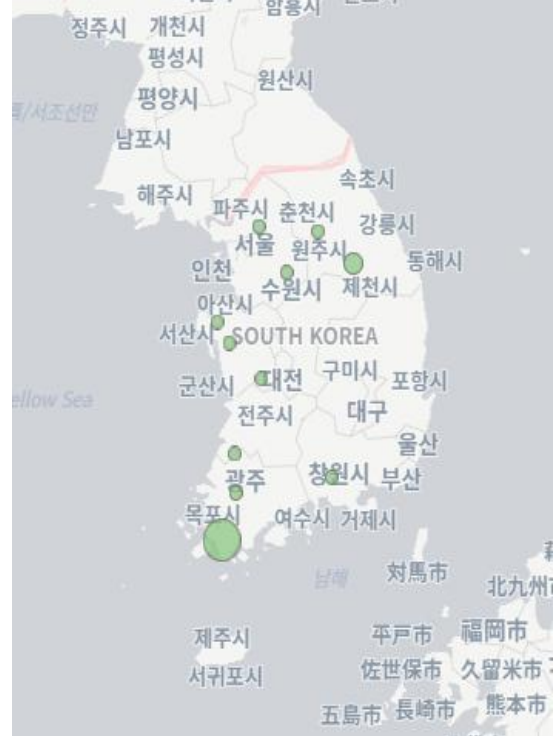 함흥시
정주시
개천시
평성시
원산시
평양시
남포시
해주시
속초시
파주시
춘천시
강릉시
서울
원주시
동해시
인천
수원시
제천시
아산시
서산시
SOUTH KOREA
군산시
대전
구미시
포항시
ellow Sea
전주시
대구
울산
광주
창원시
부산
목포시
여수시
거제시
남해
対馬市
北九州市
제주시
平戸市
福岡市
서귀포시
佐世保市
久留米市
五島市
長崎市
熊本市